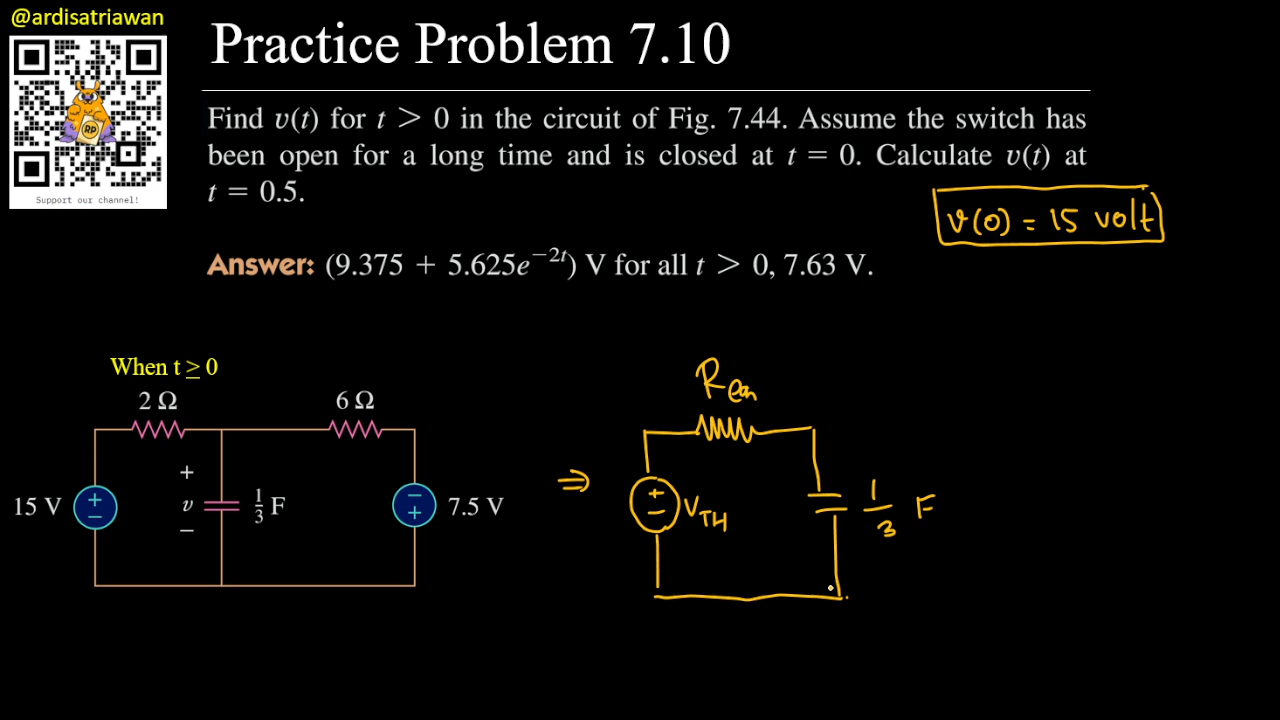 @ardisatriawan
Practice Problem 7.10
RP
Support our channel!
Find v(t) for t > 0 in the circuit of Fig. 7.44. Assume the switch has
been open for a long time and is closed at t = 0. Calculate v(t) at
t = 0.5.
v(0) = 15 volt
Answer: (9.375 + 5.625e^{−2t}) V for all t > 0, 7.63 V.
When t ≥ 0
2 Ω
6 Ω
15 V
+
−
+
v
−
1/3 F
−
+
7.5 V
⇒
Req
+
−
VTH
1/3 F